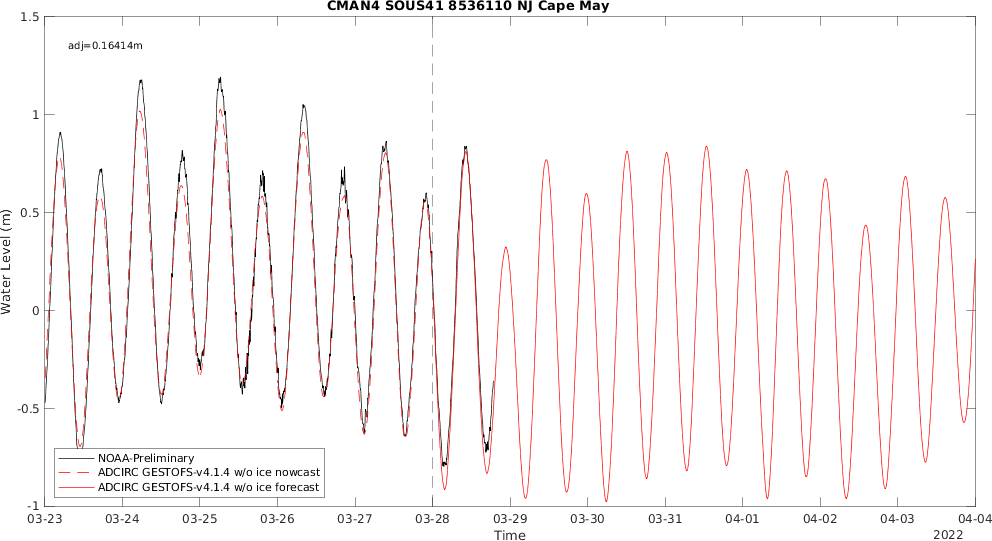 CMAN4 SOUS41 8536110 NJ Cape May
adj=0.16414m
Water Level (m)
1.5
1
0.5
0
-0.5
-1
NOAA-Preliminary
ADCIRC GESTOFS-v4.1.4 w/o ice nowcast
ADCIRC GESTOFS-v4.1.4 w/o ice forecast
03-23 03-24 03-25 03-26 03-27 03-28 03-29 03-30 03-31 04-01 04-02 04-03 04-04
Time
2022